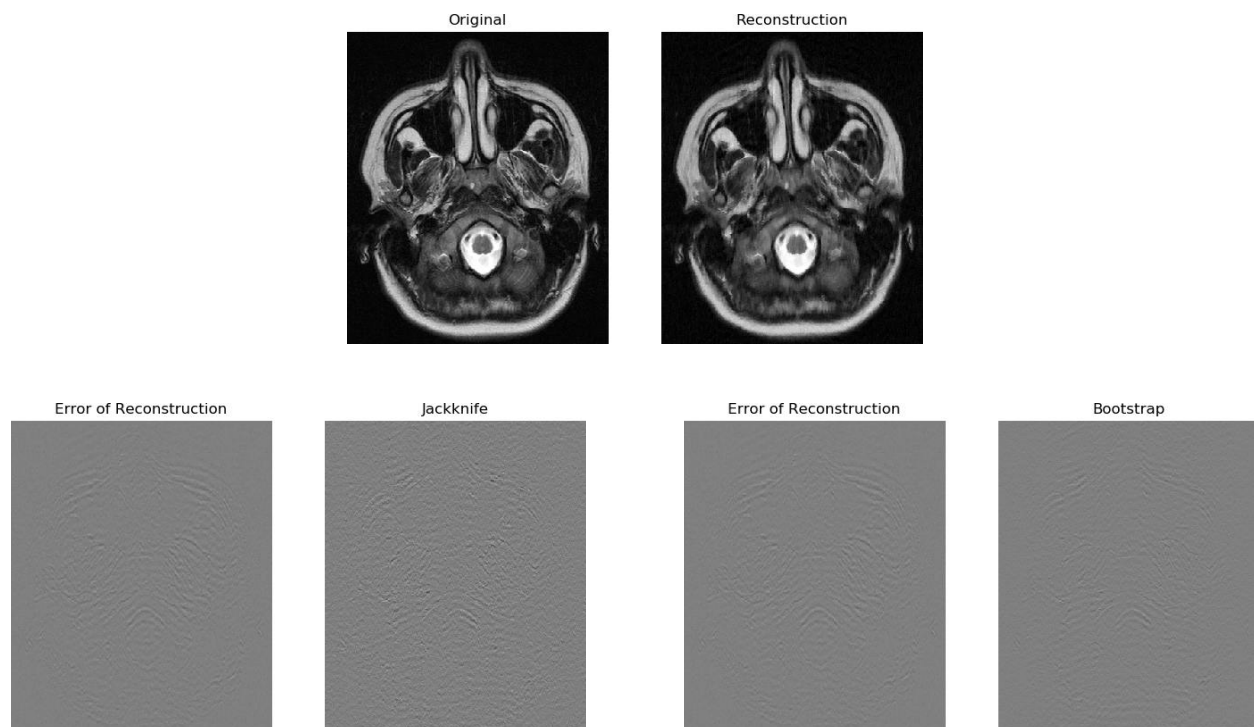 Original
Reconstruction
Error of Reconstruction
Jackknife
Error of Reconstruction
Bootstrap